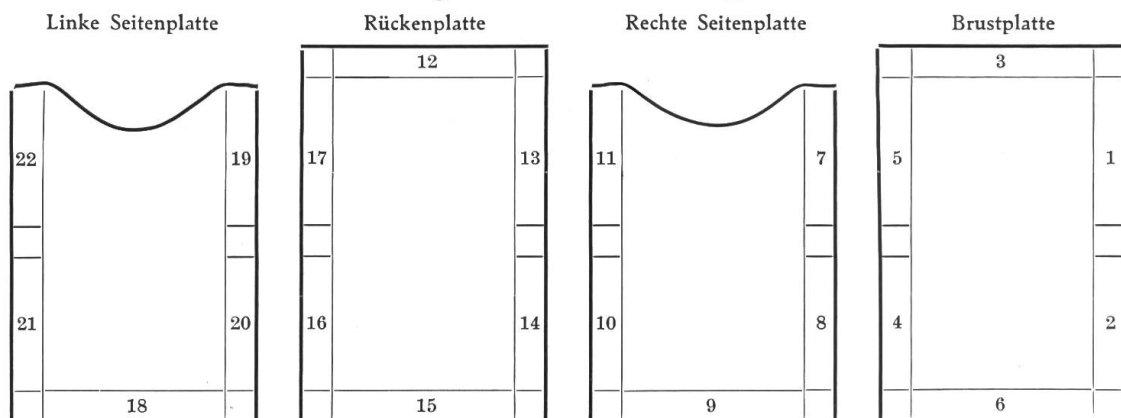 Linke Seitenplatte Rückenplatte Rechte Seitenplatte Brustplatte
12 3
22 19 17 13 11 7 5 1
21 20 16 14 10 8 4 2
18 15 9 6